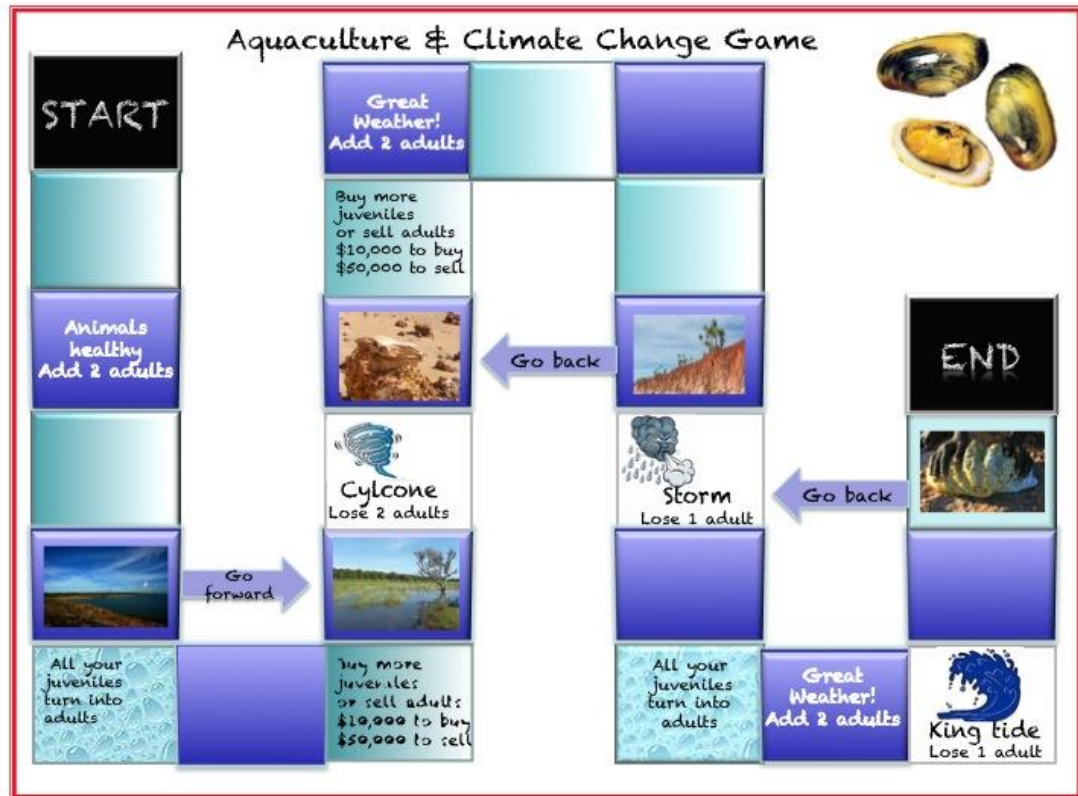 Aquaculture & Climate Change Game
START
Great
Weather!
Add 2 adults
Buy more
juveniles
or sell adults
$10,000 to buy
$50,000 to sell
Animals
healthy
Add 2 adults
Go back
END
Cylcone
Lose 2 adults
Storm
Lose 1 adult
Go back
Go
forward
All your
juveniles
turn into
adults
Buy more
juveniles
or sell adults
$10,000 to buy
$50,000 to sell
All your
juveniles
turn into
adults
Great
Weather!
Add 2 adults
King tide
Lose 1 adult